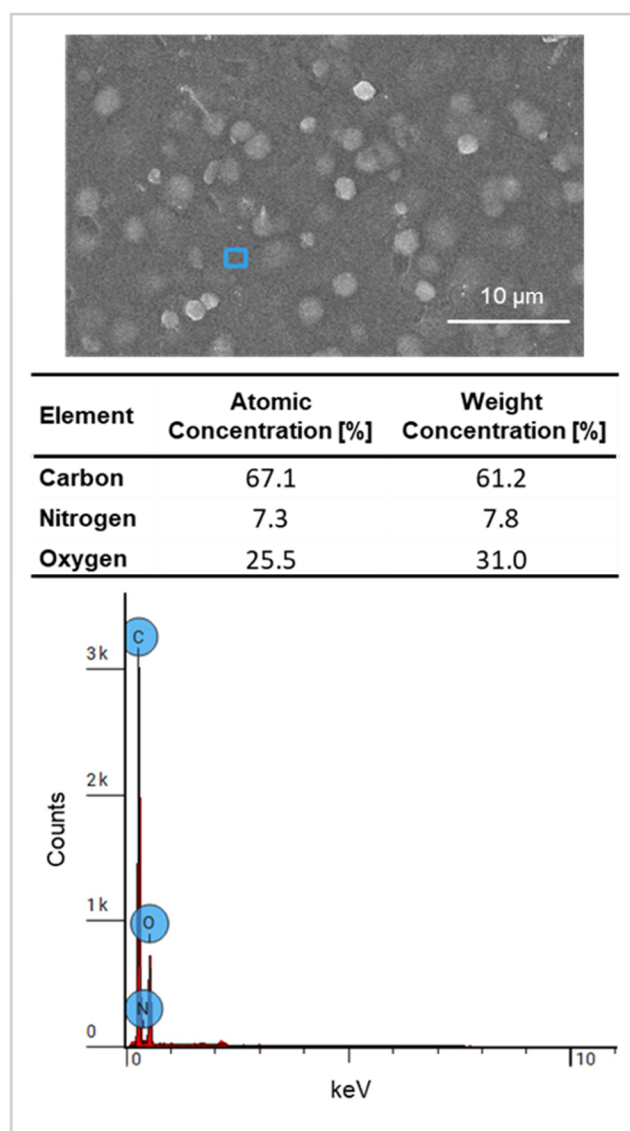 10 µm
Element Atomic Concentration [%] Weight Concentration [%]
Carbon 67.1 61.2
Nitrogen 7.3 7.8
Oxygen 25.5 31.0
C
3k
2k
Counts
1k
O
N
0
0 10
keV